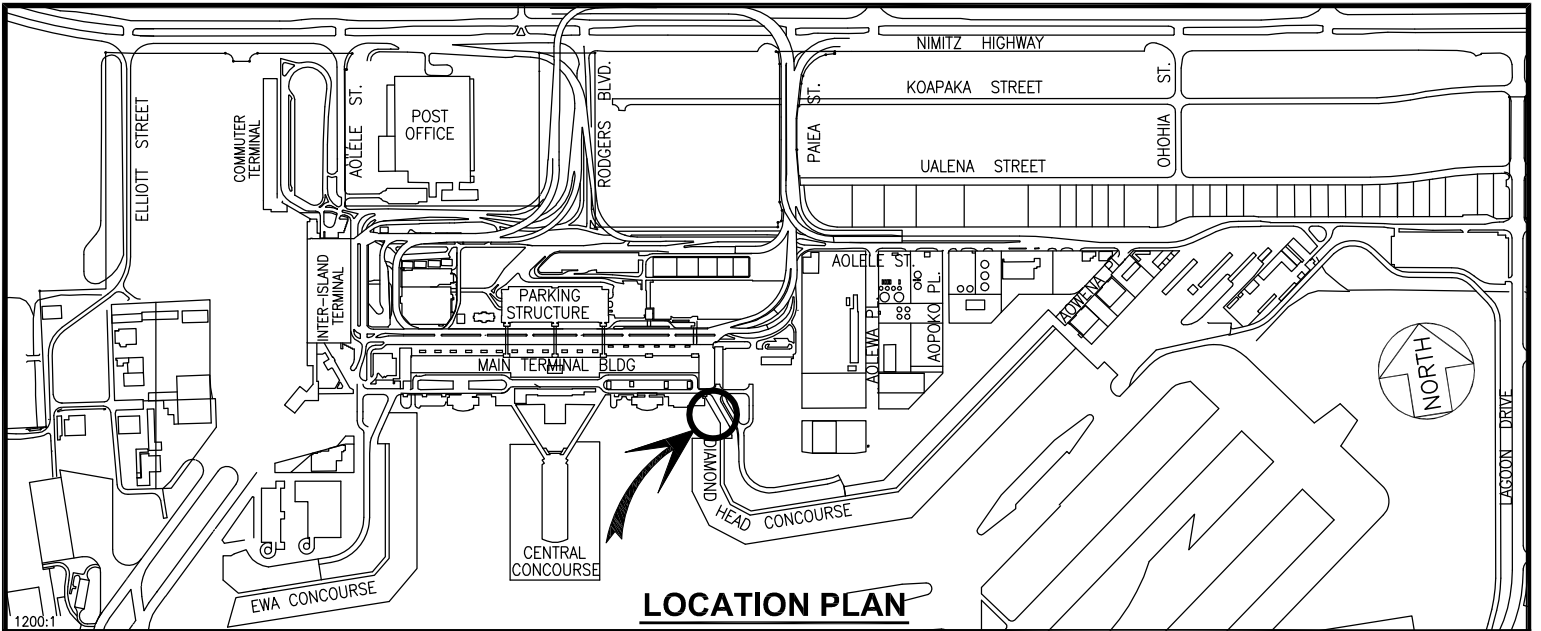 NIMITZ HIGHWAY
KOAPAKA STREET
UALENA STREET
ELLIOTT STREET
COMMUTER
TERMINAL
AOLELE ST.
POST
OFFICE
RODGERS BLVD.
PAIEA ST.
OHOHIA ST.
INTER-ISLAND
TERMINAL
PARKING
STRUCTURE
MAIN TERMINAL BLDG
AOLELE ST.
AOLEWA PL.
AOPOKO PL.
AOWENA
NORTH
LAGOON DRIVE
DIAMOND HEAD CONCOURSE
CENTRAL
CONCOURSE
EWA CONCOURSE
LOCATION PLAN
1200:1